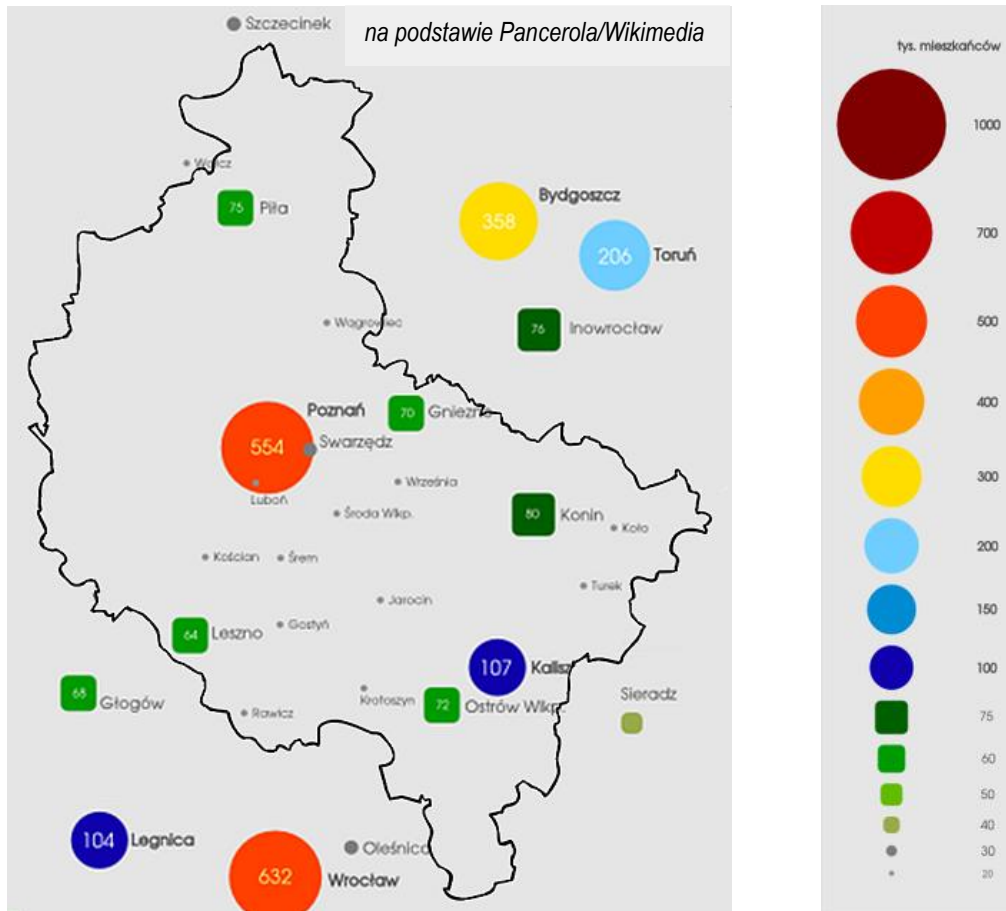 Szczecinek
na podstawie Pancerola/Wikimedia
Wałcz
75 Piła
Bydgoszcz
358
206 Toruń
Wągrowiec
76 Inowrocław
Poznań
70 Gniezno
554
Swarzędz
Luboń
Września
Środa Wlkp.
80 Konin
Koło
Kościan
Śrem
Turek
Jarocin
64 Leszno
Gostyń
107 Kalisz
68 Głogów
Krotoszyn
72 Ostrów Wlkp.
Sieradz
Rawicz
104 Legnica
Oleśnica
632
Wrocław
tys. mieszkańców
1000
700
500
400
300
200
150
100
75
60
50
40
30
20